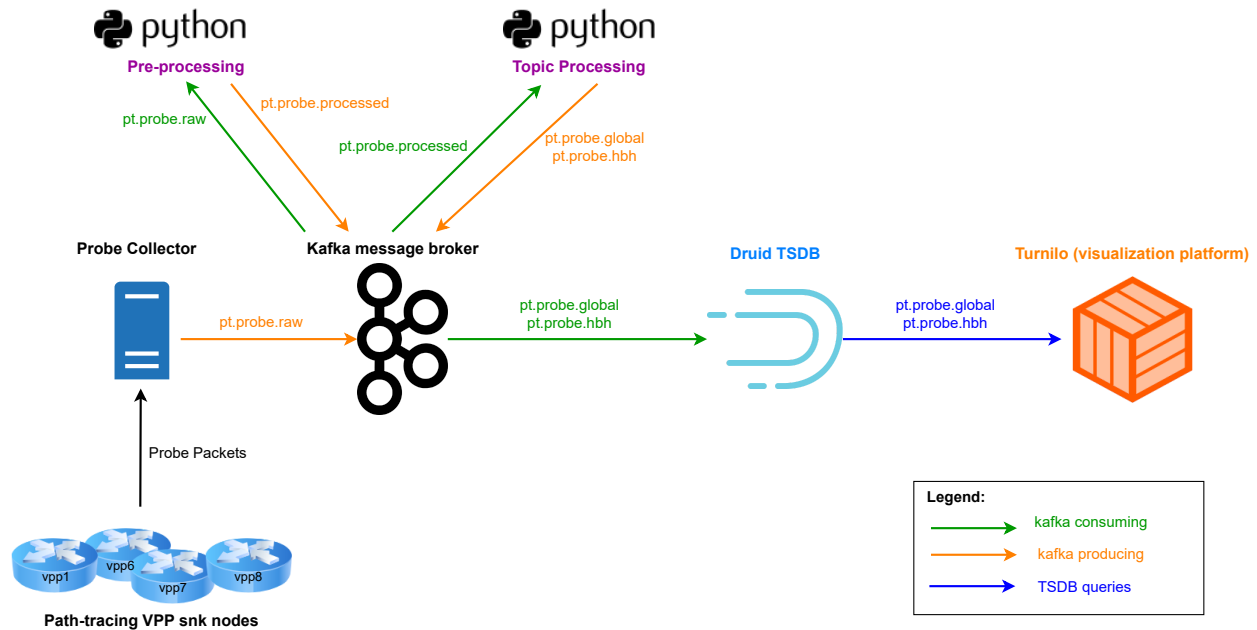 python
Pre-processing
python
Topic Processing
pt.probe.raw
pt.probe.processed
pt.probe.processed
pt.probe.global
pt.probe.hbh
Probe Collector
Kafka message broker
Druid TSDB
Turnilo (visualization platform)
pt.probe.raw
pt.probe.global
pt.probe.hbh
pt.probe.global
pt.probe.hbh
Probe Packets
vpp1
vpp6
vpp7
vpp8
Path-tracing VPP snk nodes
Legend:
kafka consuming
kafka producing
TSDB queries